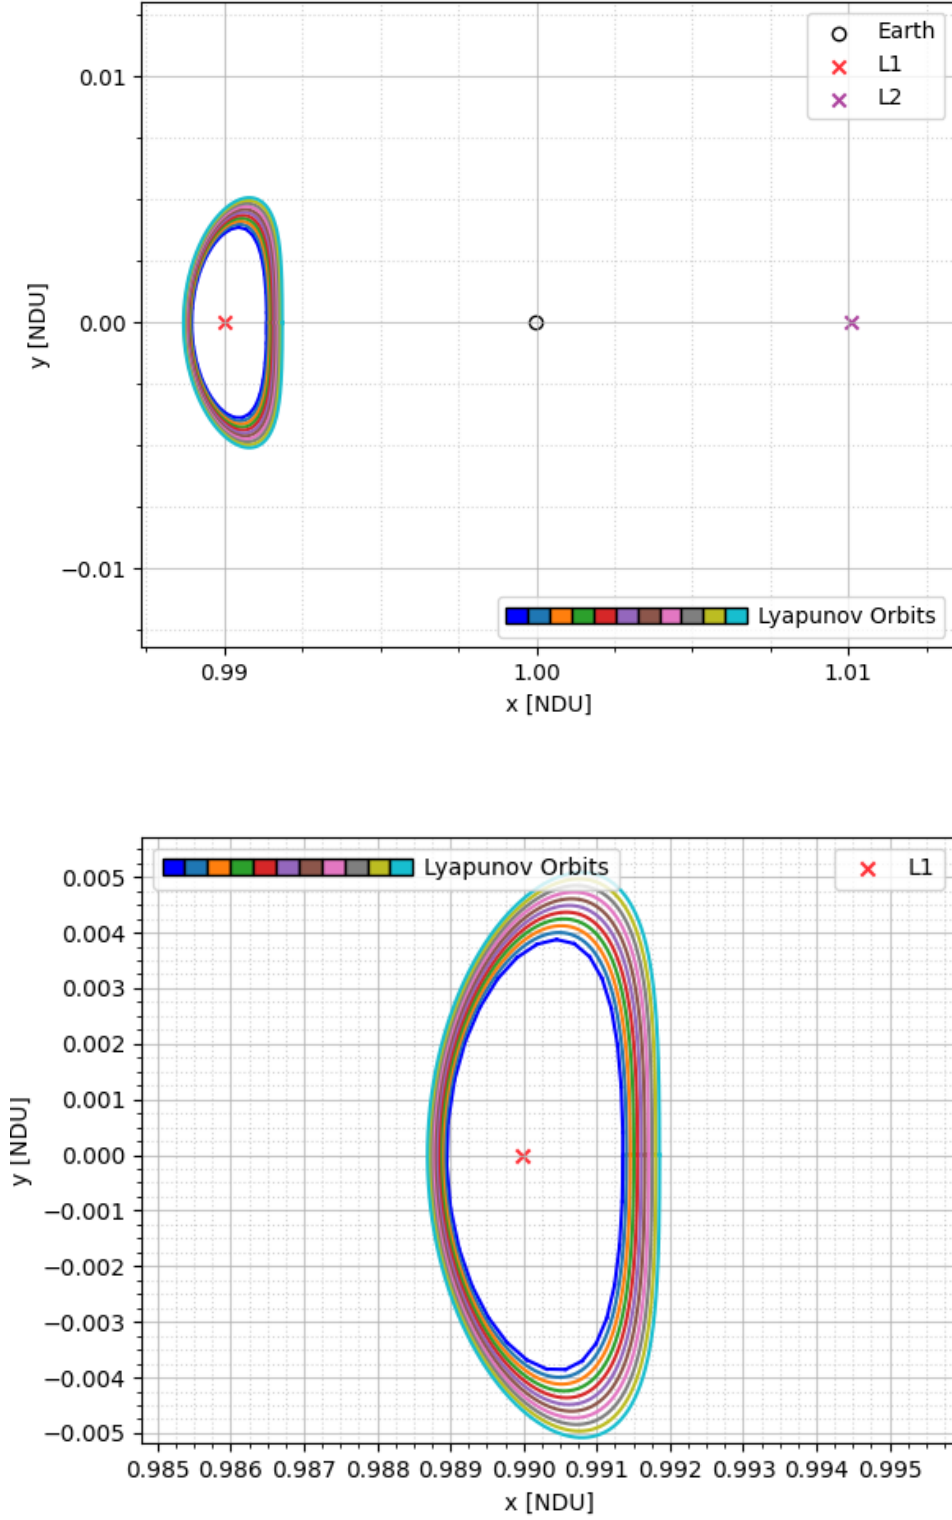 Earth
L1
L2
0.01
0.00
−0.01
y [NDU]
Lyapunov Orbits
0.99
1.00
1.01
x [NDU]
Lyapunov Orbits
L1
0.005
0.004
0.003
0.002
0.001
0.000
−0.001
−0.002
−0.003
−0.004
−0.005
y [NDU]
0.985 0.986 0.987 0.988 0.989 0.990 0.991 0.992 0.993 0.994 0.995
x [NDU]